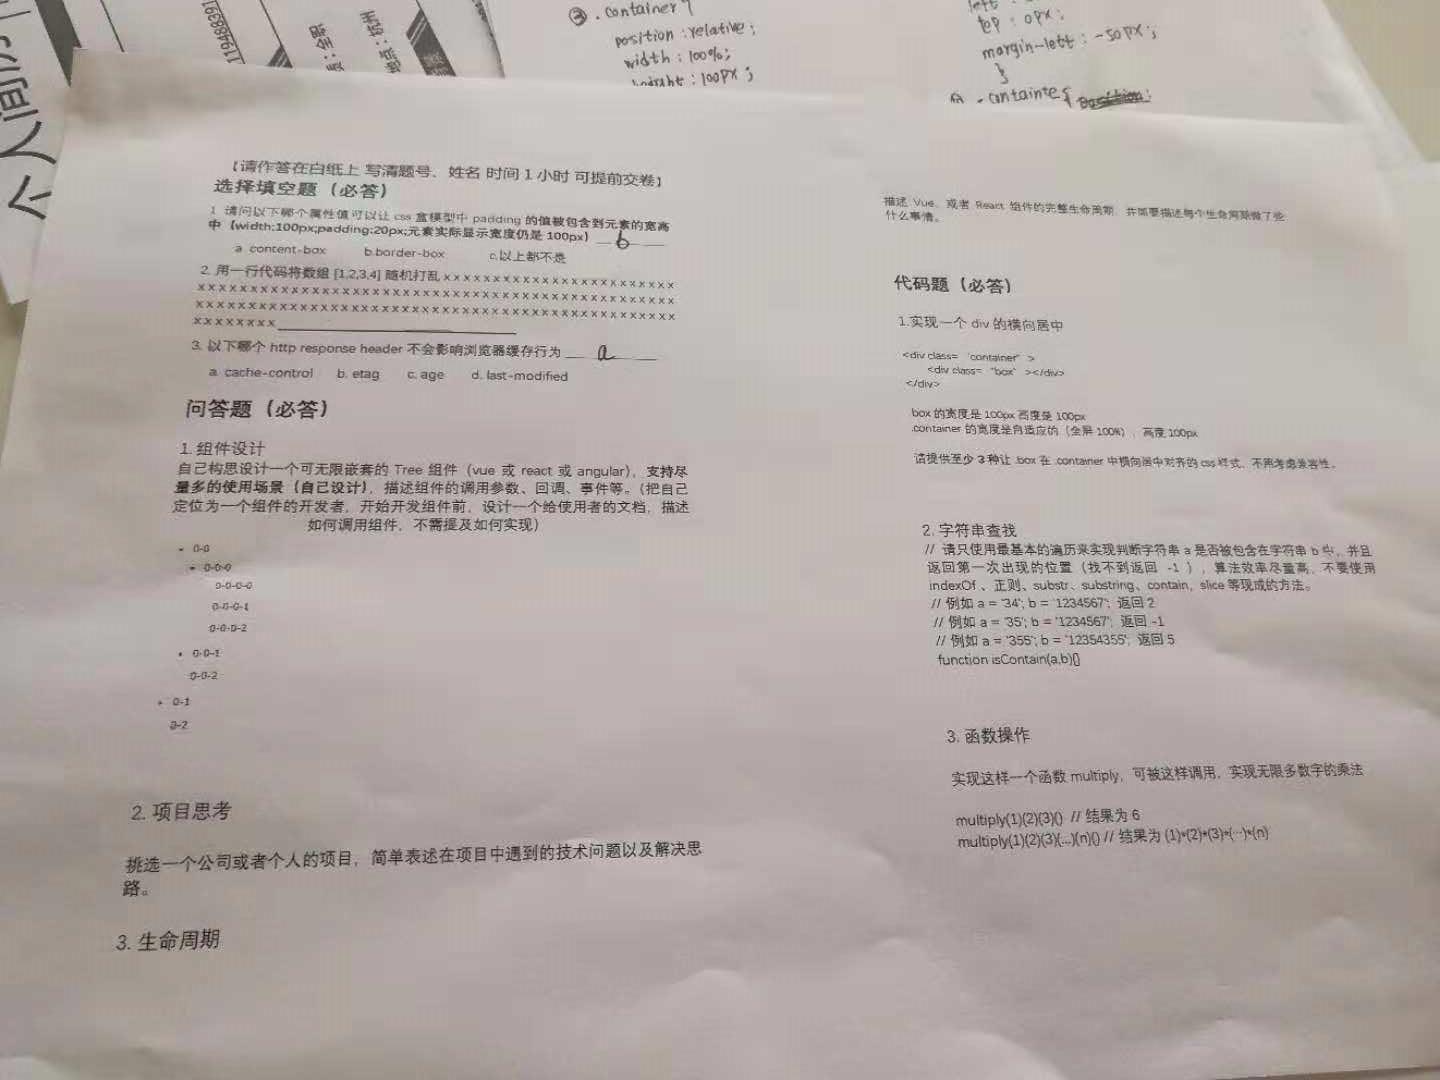 个人简
119488391
:全职
地点:杭州
③ .container {
position : relative ;
width : 100% ;
height : 100px ;
left :
top : 0px ;
margin-left : -50px ;
}
. containte {
【请作答在白纸上 写清题号、姓名 时间 1 小时 可提前交卷】
选择填空题（必答）
1. 请问以下哪个属性值可以让 css 盒模型中 padding 的值被包含到元素的宽高
中（width:100px;padding:20px;元素实际显示宽度仍是 100px） b
a. content-box b.border-box c.以上都不是
2. 用一行代码将数组 [1,2,3,4] 随机打乱 x x x x x x x x x x x x x x x x x x x x x x
x x x x x x x x x x x x x x x x x x x x x x x x x x x x x x x x x x x x x x x x x x x x x
x x x x x x x x x x x x x x x x x x x x x x x x x x x x x x x x x x x x x x x x x x x x x
x x x x x x x x
3. 以下哪个 http response header 不会影响浏览器缓存行为 a
a. cache-control b. etag c. age d. last-modified
问答题（必答）
1. 组件设计
自己构思设计一个可无限嵌套的 Tree 组件（vue 或 react 或 angular），支持尽
量多的使用场景（自己设计），描述组件的调用参数、回调、事件等。（把自己
定位为一个组件的开发者，开始开发组件前，设计一个给使用者的文档，描述
如何调用组件，不需提及如何实现）
0-0
0-0-0
0-0-0-0
0-0-0-1
0-0-0-2
0-0-1
0-0-2
0-1
0-2
2. 项目思考
挑选一个公司或者个人的项目，简单表述在项目中遇到的技术问题以及解决思
路。
3. 生命周期
描述 Vue、或者 React 组件的完整生命周期，并简要描述每个生命周期做了些
什么事情。
代码题（必答）
1.实现一个 div 的横向居中
<div class= 'container' >
<div class= "box" ></div>
</div>
box 的宽度是 100px 高度是 100px
.container 的宽度是自适应的（全屏 100%），高度 100px
请提供至少 3 种让 .box 在 .container 中横向居中对齐的 css 样式，不用考虑兼容性。
2. 字符串查找
// 请只使用最基本的遍历来实现判断字符串 a 是否被包含在字符串 b 中，并且
返回第一次出现的位置（找不到返回 -1 ），算法效率尽量高，不要使用
indexOf 、正则、substr、substring、contain、slice 等现成的方法。
// 例如 a = '34'; b = '1234567'; 返回 2
// 例如 a = '35'; b = '1234567'; 返回 -1
// 例如 a = '355'; b = '12354355'; 返回 5
function isContain(a,b){}
3. 函数操作
实现这样一个函数 multiply，可被这样调用，实现无限多数字的乘法
multiply(1)(2)(3)() // 结果为 6
multiply(1)(2)(3)(...)(n)() // 结果为 (1)*(2)*(3)*(···)*(n)